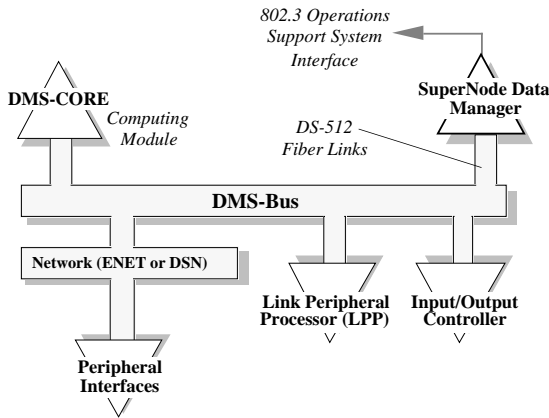 802.3 Operations
Support System
Interface
DMS-CORE
Computing
Module
SuperNode Data
Manager
DS-512
Fiber Links
DMS-Bus
Network (ENET or DSN)
Link Peripheral
Processor (LPP)
Input/Output
Controller
Peripheral
Interfaces